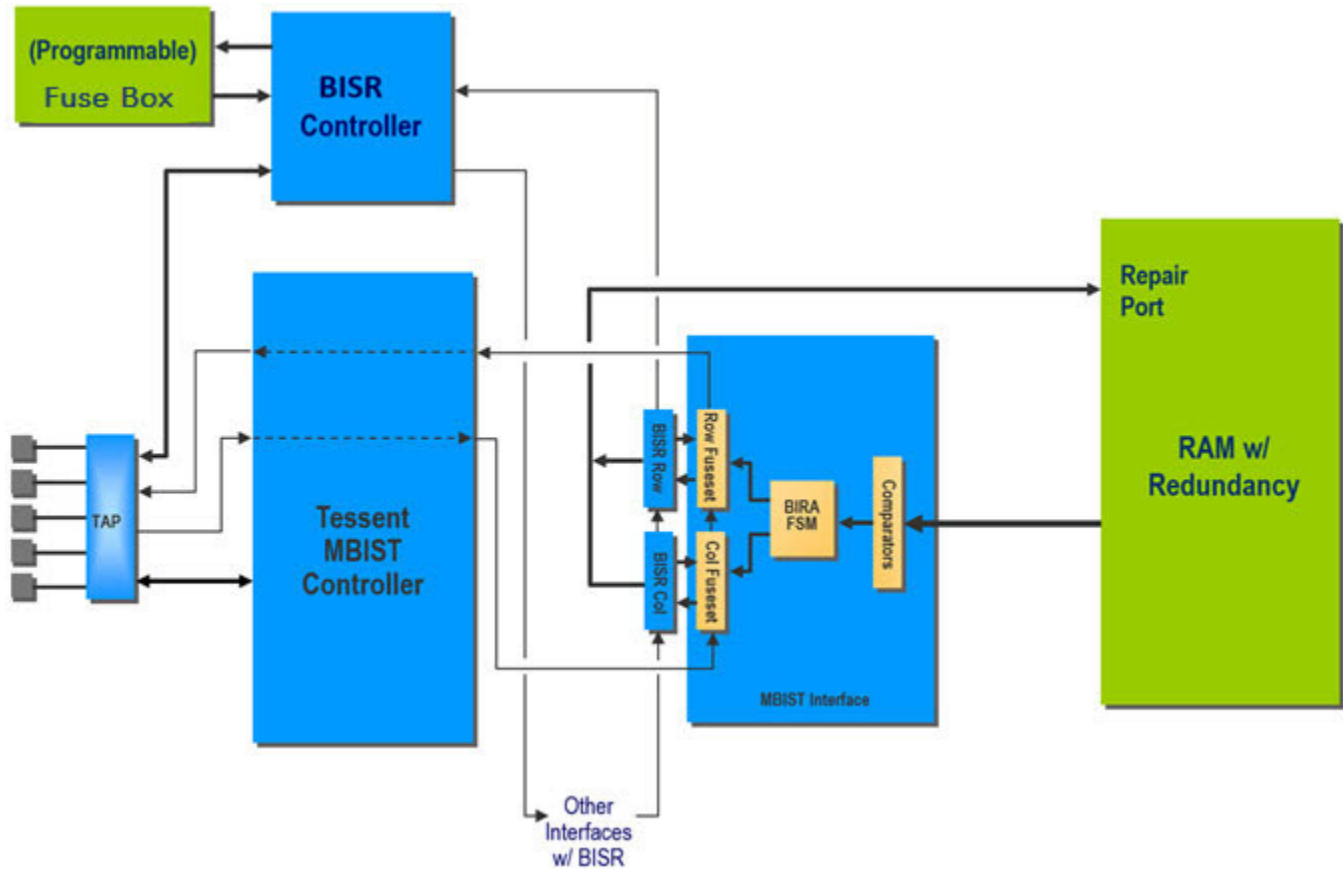 (Programmable)
Fuse Box
BISR
Controller
Repair
Port
RAM w/
Redundancy
Tessent
MBIST
Controller
TAP
BISR Row
Row Fuseset
BISR Col
Col Fuseset
BIRA
FSM
Comparators
MBIST Interface
Other
Interfaces
w/ BISR